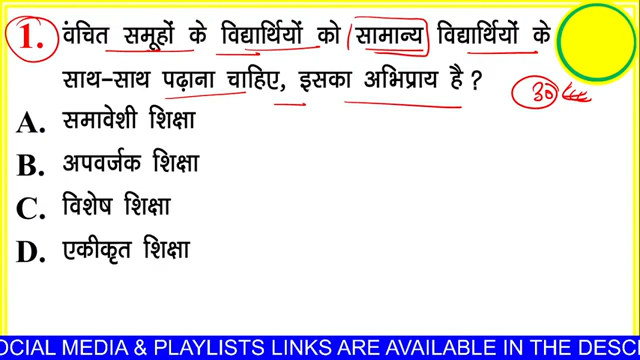 1. वंचित समूहों के विद्यार्थियों को सामान्य विद्यार्थियों के
साथ-साथ पढ़ाना चाहिए, इसका अभिप्राय है ?
30
A. समावेशी शिक्षा
B. अपवर्जक शिक्षा
C. विशेष शिक्षा
D. एकीकृत शिक्षा
OCIAL MEDIA & PLAYLISTS LINKS ARE AVAILABLE IN THE DESC